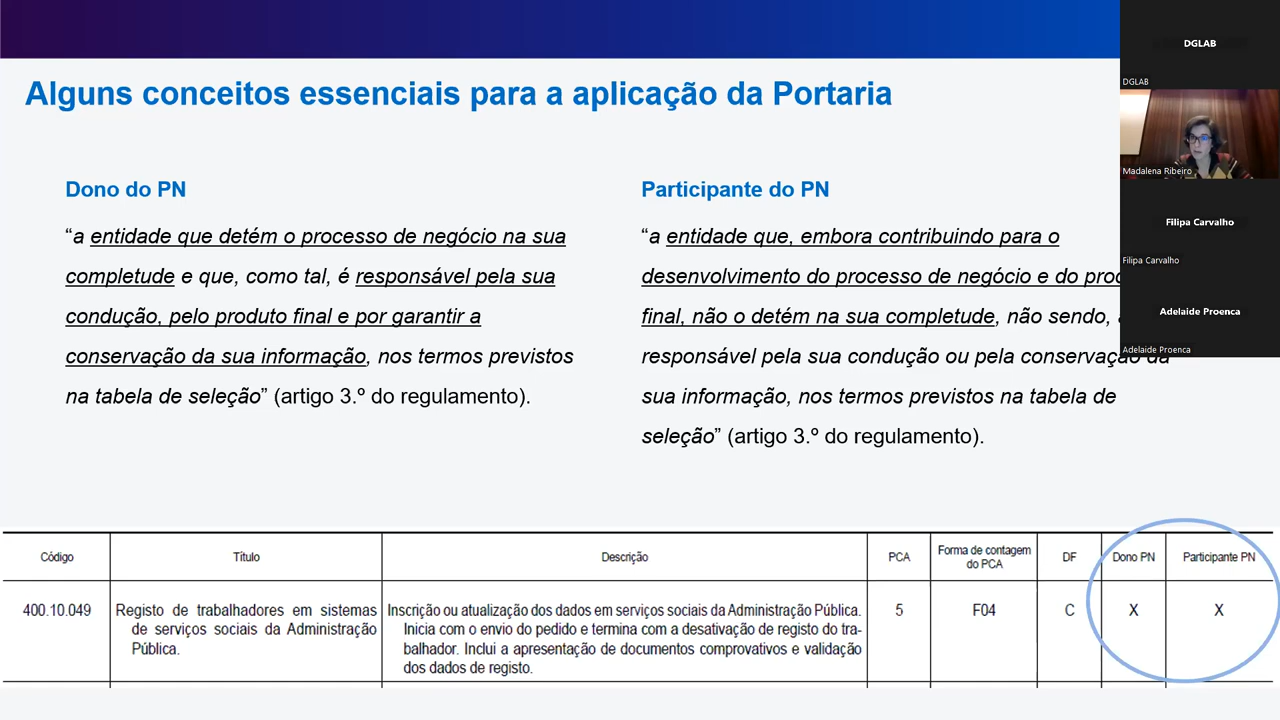 Alguns conceitos essenciais para a aplicação da Portaria
Dono do PN
“a entidade que detém o processo de negócio na sua
completude e que, como tal, é responsável pela sua
condução, pelo produto final e por garantir a
conservação da sua informação, nos termos previstos
na tabela de seleção” (artigo 3.º do regulamento).
Participante do PN
“a entidade que, embora contribuindo para o
desenvolvimento do processo de negócio e do
final, não o detém na sua completude, não sendo,
responsável pela sua condução ou pela conservação da
sua informação, nos termos previstos na tabela de
seleção” (artigo 3.º do regulamento).
DGLAB
DGLAB
Madalena Ribeiro
Filipa Carvalho
Filipa Carvalho
Adelaide Proenca
Adelaide Proenca
Código Título Descrição PCA Forma de contagem do PCA DF Dono PN Participante PN
400.10.049 Registo de trabalhadores em sistemas Inscrição ou atualização dos dados em serviços sociais da Administração Pública. 5 F04 C X X
de serviços sociais da Administração Inicia com o envio do pedido e termina com a desativação de registo do tra-
Pública. balhador. Inclui a apresentação de documentos comprovativos e validação
dos dados de registo.